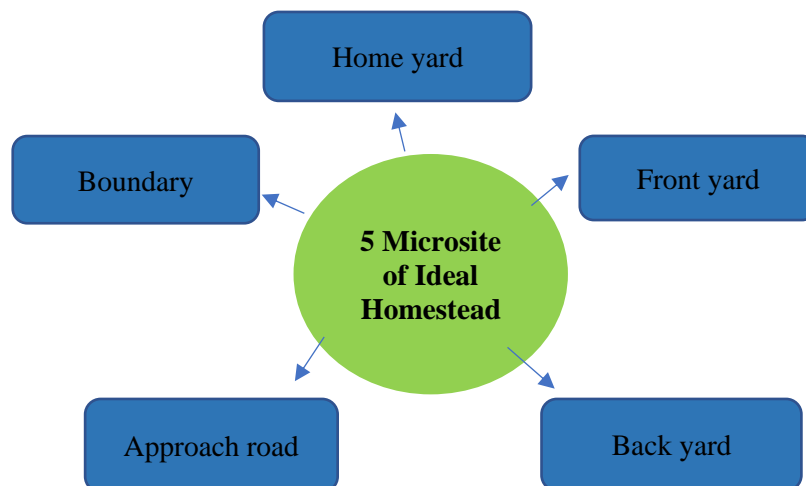 Home yard
Boundary
Front yard
5 Microsite
of Ideal
Homestead
Approach road
Back yard